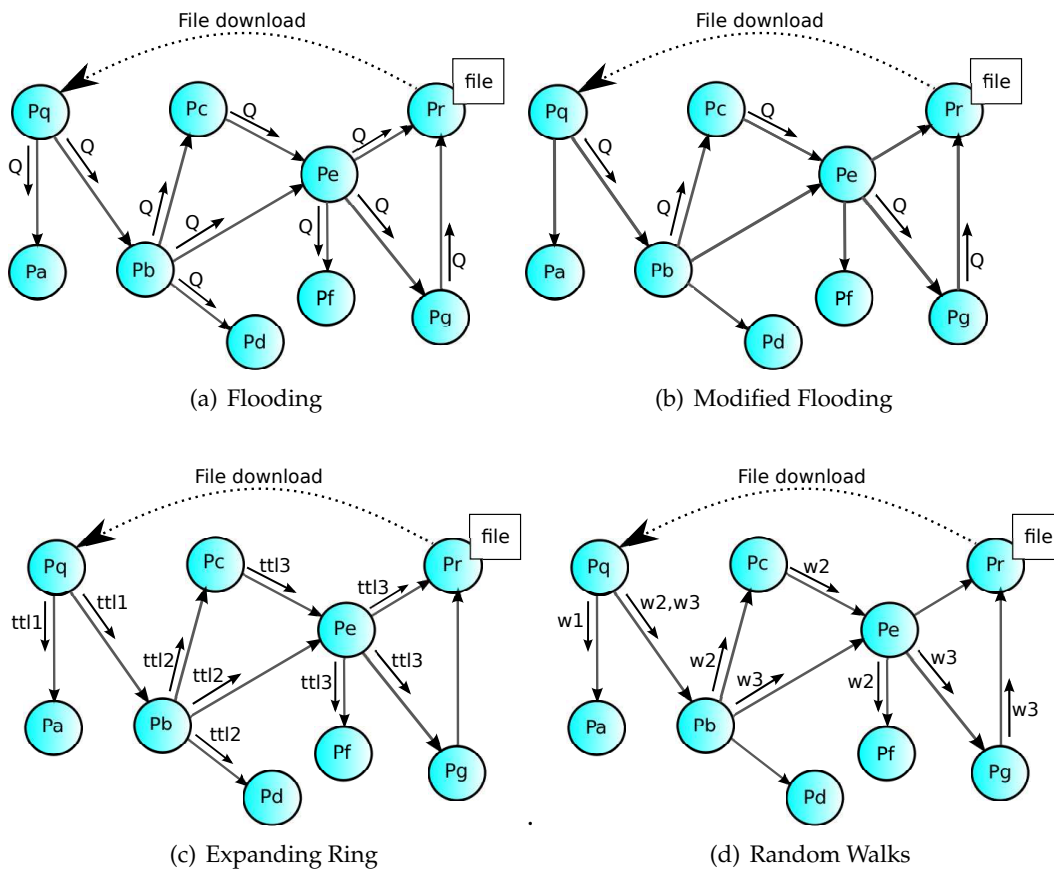 File download
file
Pq
Pc
Pr
Q
Q
Q
Q
Pe
Q
Q
Q
Q
Q
Pa
Pb
Q
Pf
Pg
Pd
(a) Flooding
File download
file
Pq
Pc
Pr
Q
Q
Pe
Q
Q
Pa
Pb
Q
Pf
Pg
Pd
(b) Modified Flooding
File download
file
Pq
Pc
Pr
ttl3
ttl3
ttl1
ttl1
Pe
ttl2
ttl2
ttl3
ttl3
Pa
Pb
ttl2
Pf
Pg
Pd
(c) Expanding Ring
.
File download
file
Pq
Pc
Pr
w2
w1
w2,w3
Pe
w2
w3
w2
w3
Pa
Pb
w3
Pf
Pg
Pd
(d) Random Walks